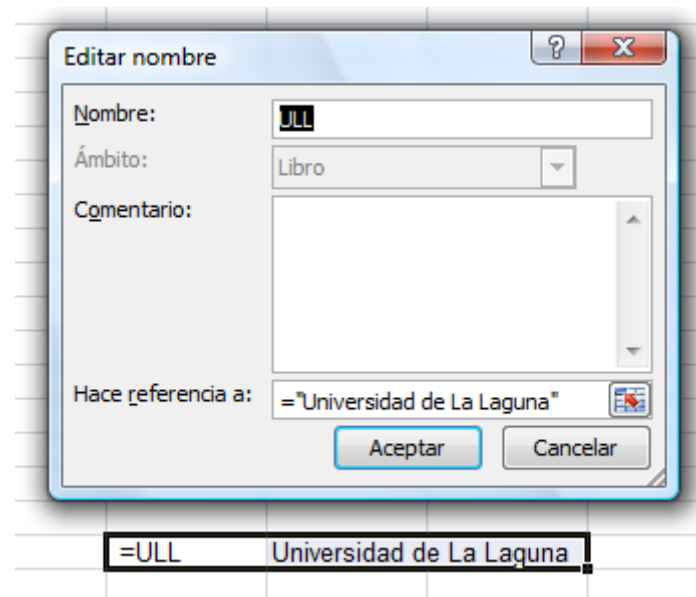 Editar nombre
Nombre: ULL
Ámbito: Libro
Comentario:
Hace referencia a: ="Universidad de La Laguna"
Aceptar Cancelar
=ULL Universidad de La Laguna